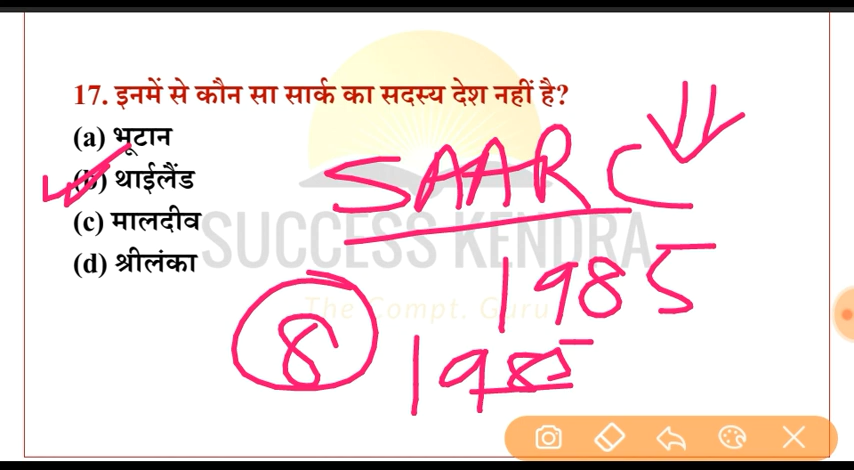 17. इनमें से कौन सा सार्क का सदस्य देश नहीं है?
(a) भूटान
(b) थाईलैंड
(c) मालदीव
(d) श्रीलंका
SAARC
SUCCESS KENDRA
The Compt. Guru
1985
8
1985